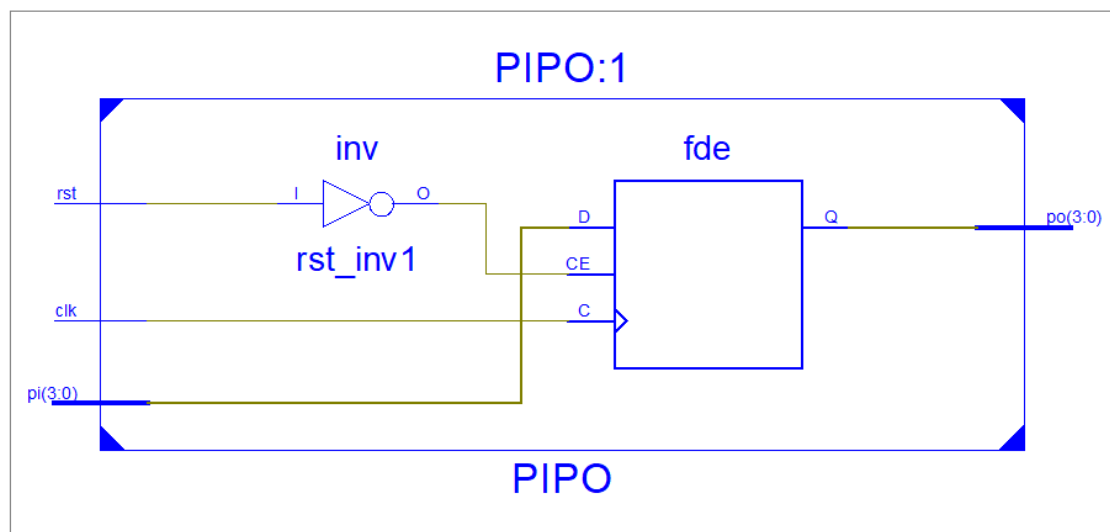 PIPO:1
inv
fde
rst
I
O
D
Q
po(3:0)
rst_inv1
CE
clk
C
pi(3:0)
PIPO